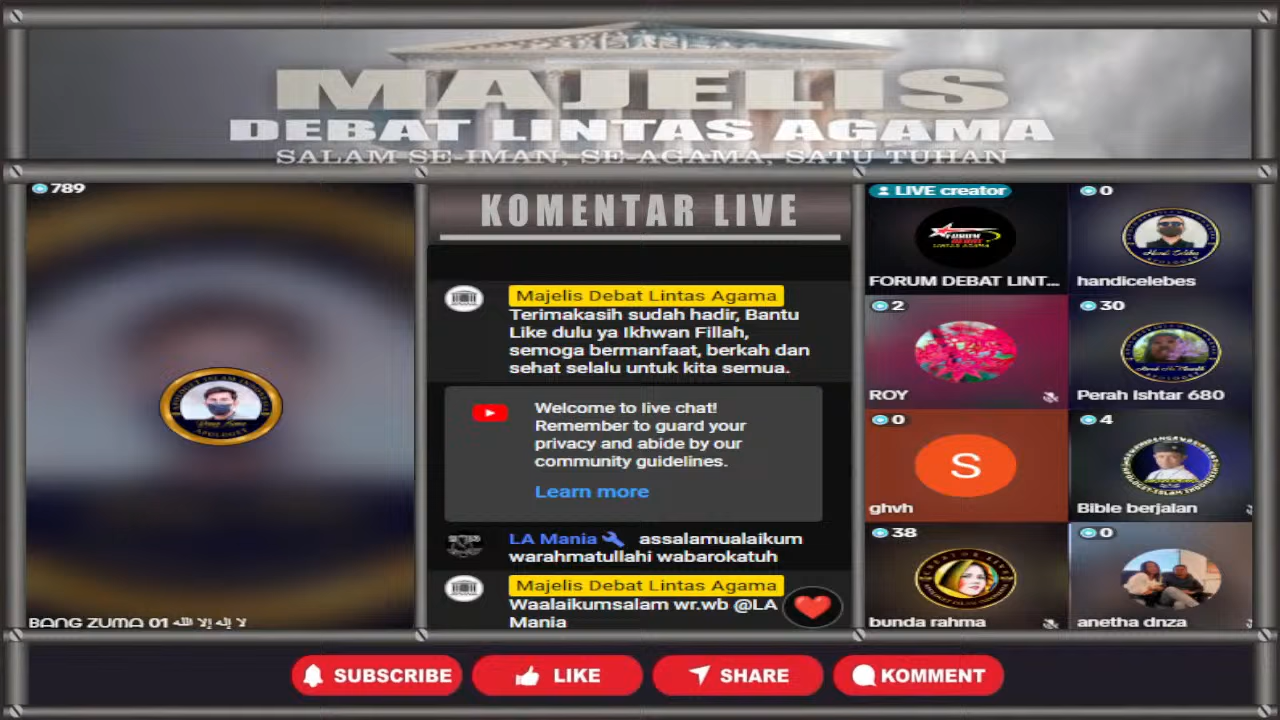 MAJELIS
DEBAT LINTAS AGAMA
SALAM SE-IMAN, SE-AGAMA, SATU TUHAN
789
BANG ZUMA 01 لا إله إلا الله
KOMENTAR LIVE
Majelis Debat Lintas Agama
Terimakasih sudah hadir, Bantu
Like dulu ya Ikhwan Fillah,
semoga bermanfaat, berkah dan
sehat selalu untuk kita semua.
Welcome to live chat!
Remember to guard your
privacy and abide by our
community guidelines.
Learn more
LA Mania assalamualaikum
warahmatullahi wabarokatuh
Majelis Debat Lintas Agama
Waalaikumsalam wr.wb @LA
Mania
LIVE creator
FORUM DEBAT LINT...
0
handicelebes
2
ROY
30
Perah Ishtar 680
0
S
ghvh
4
Bible berjalan
38
bunda rahma
0
anetha dnza
SUBSCRIBE
LIKE
SHARE
KOMMENT